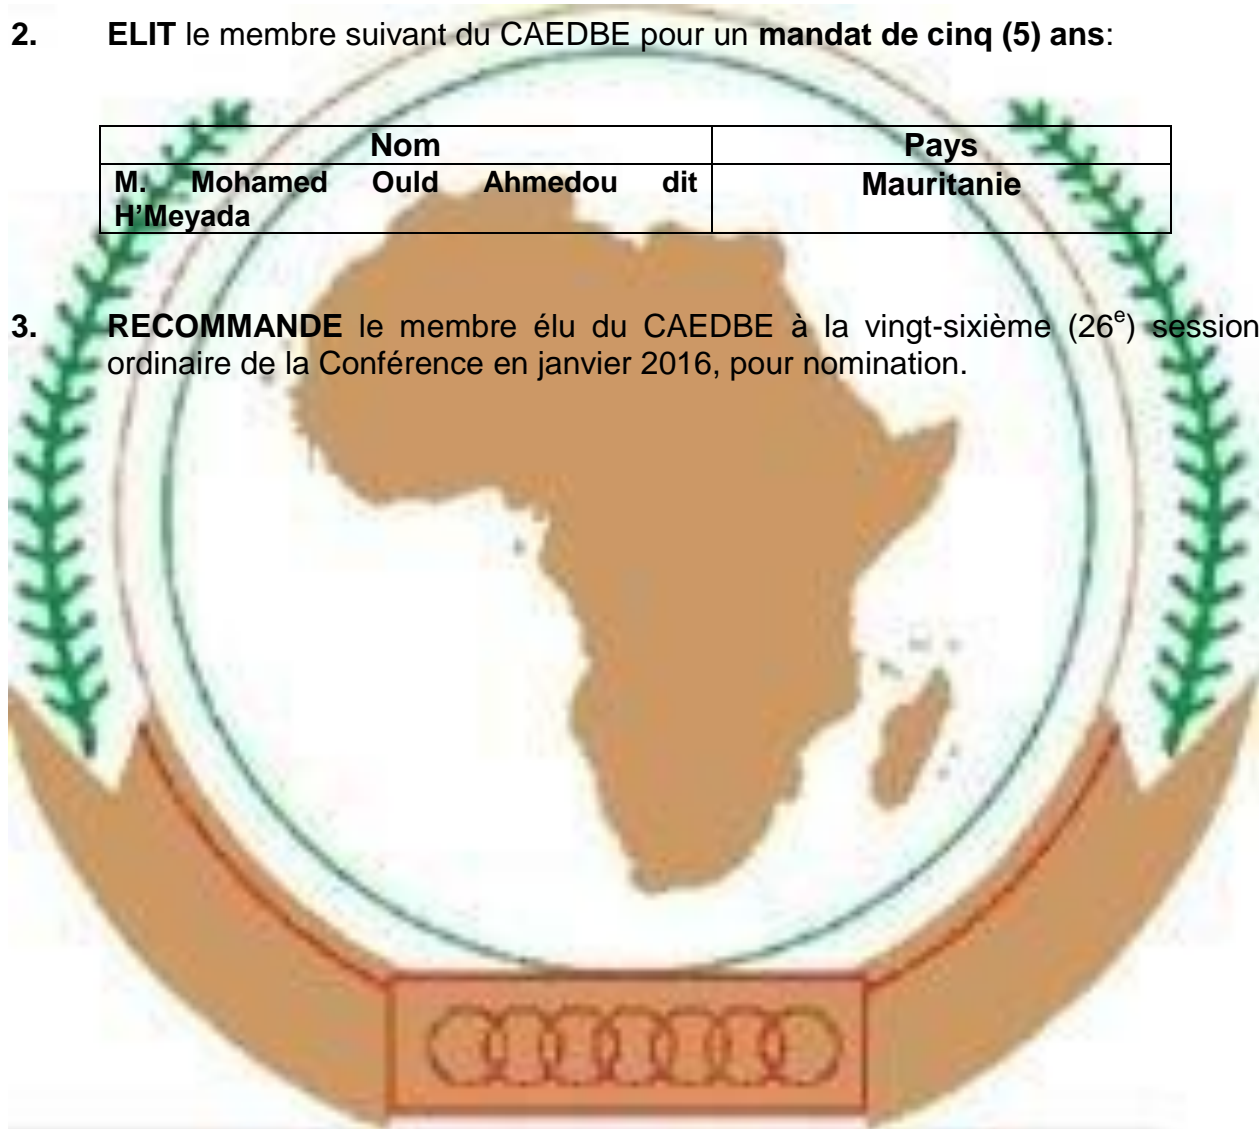 2. ELIT le membre suivant du CAEDBE pour un mandat de cinq (5) ans:
Nom Pays
M. Mohamed Ould Ahmedou dit Mauritanie
H’Meyada
3. RECOMMANDE le membre élu du CAEDBE à la vingt-sixième (26e) session
ordinaire de la Conférence en janvier 2016, pour nomination.